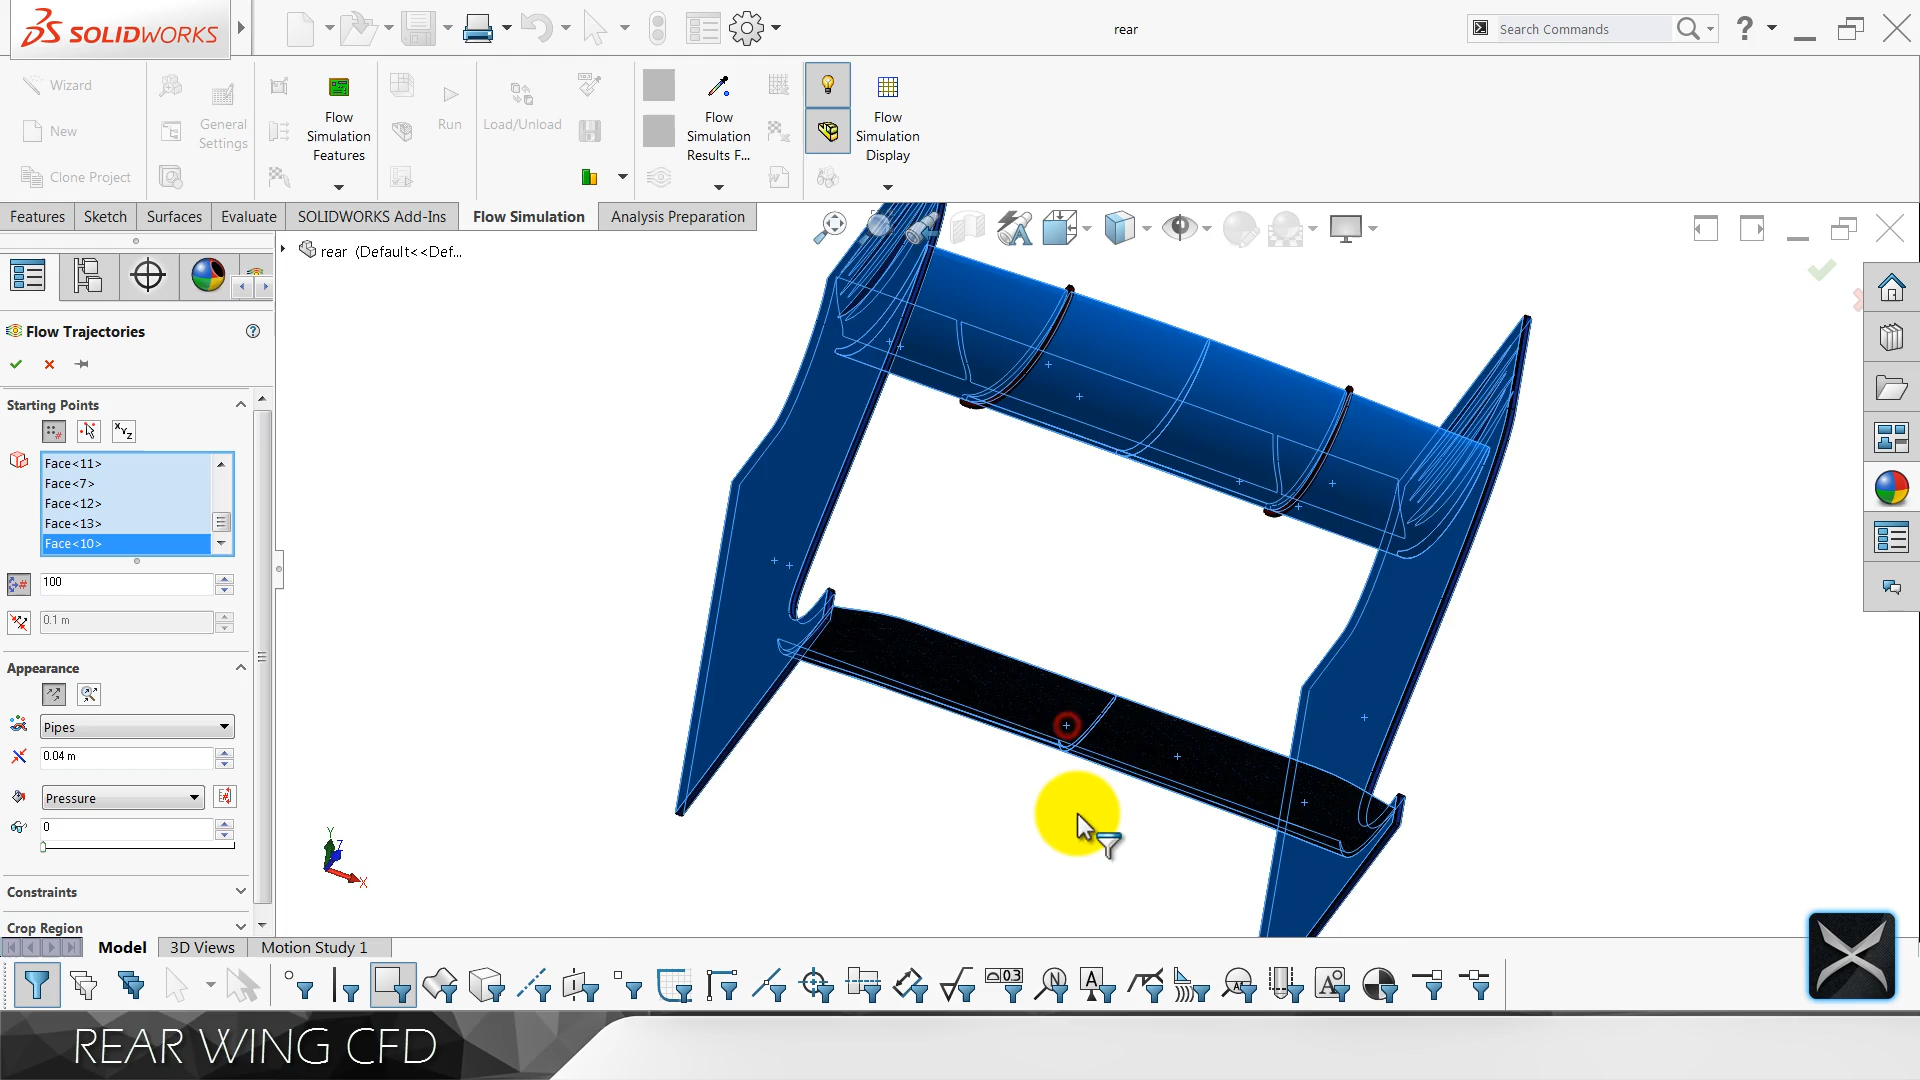 SOLIDWORKS
rear
Search Commands
?
Wizard
New
Clone Project
General
Settings
Flow
Simulation
Features
Run
Load/Unload
Flow
Simulation
Results F...
Flow
Simulation
Display
Features
Sketch
Surfaces
Evaluate
SOLIDWORKS Add-Ins
Flow Simulation
Analysis Preparation
rear (Default<<Def...
Flow Trajectories
?
Starting Points
Face<11>
Face<7>
Face<12>
Face<13>
Face<10>
100
0.1 m
Appearance
Pipes
0.04 m
Pressure
0
Constraints
Crop Region
Y
Z
X
Model
3D Views
Motion Study 1
REAR WING CFD